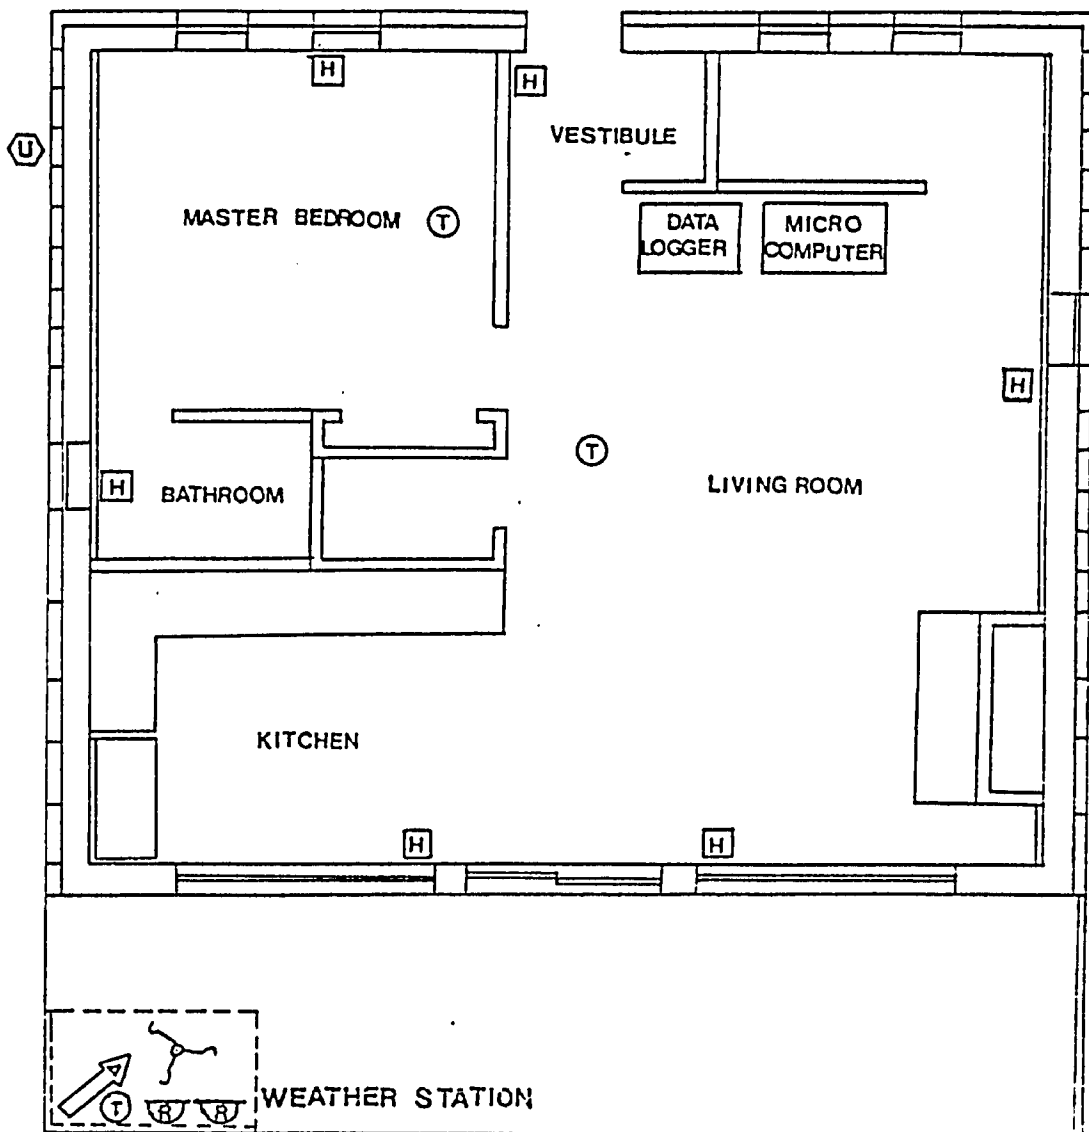 H
H
U
VESTIBULE
MASTER BEDROOM
T
DATA
LOGGER
MICRO
COMPUTER
H
T
H
BATHROOM
LIVING ROOM
KITCHEN
H
H
T
R
R
WEATHER STATION